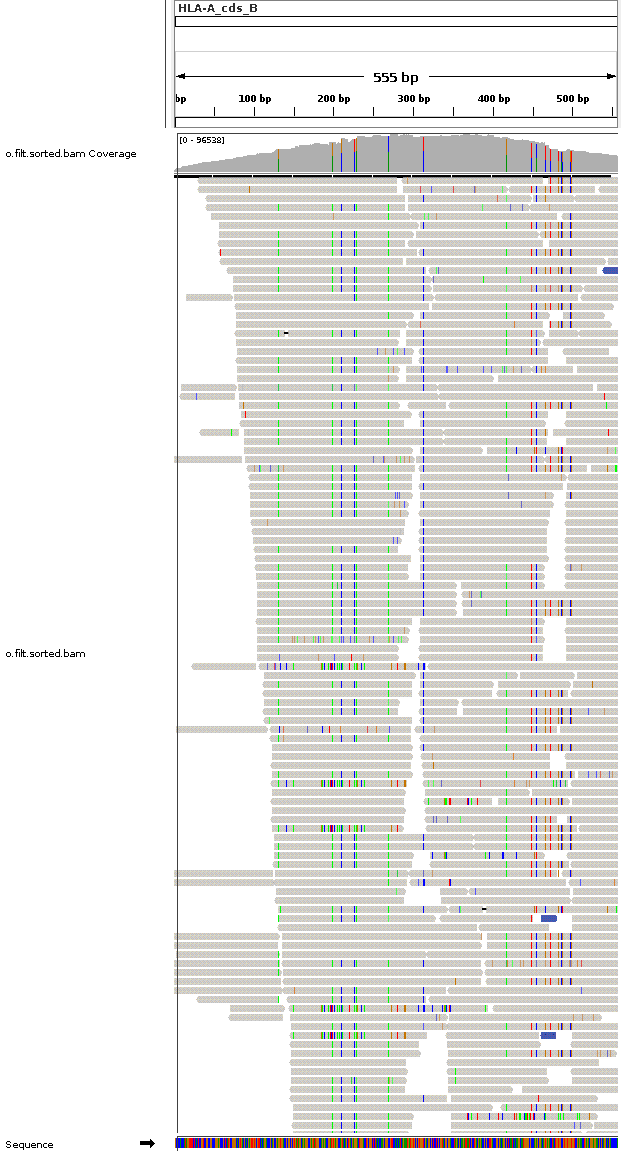 HLA-A_cds_B
555 bp
bp 100 bp 200 bp 300 bp 400 bp 500 bp
[0 - 96538]
o.filt.sorted.bam Coverage
o.filt.sorted.bam
Sequence